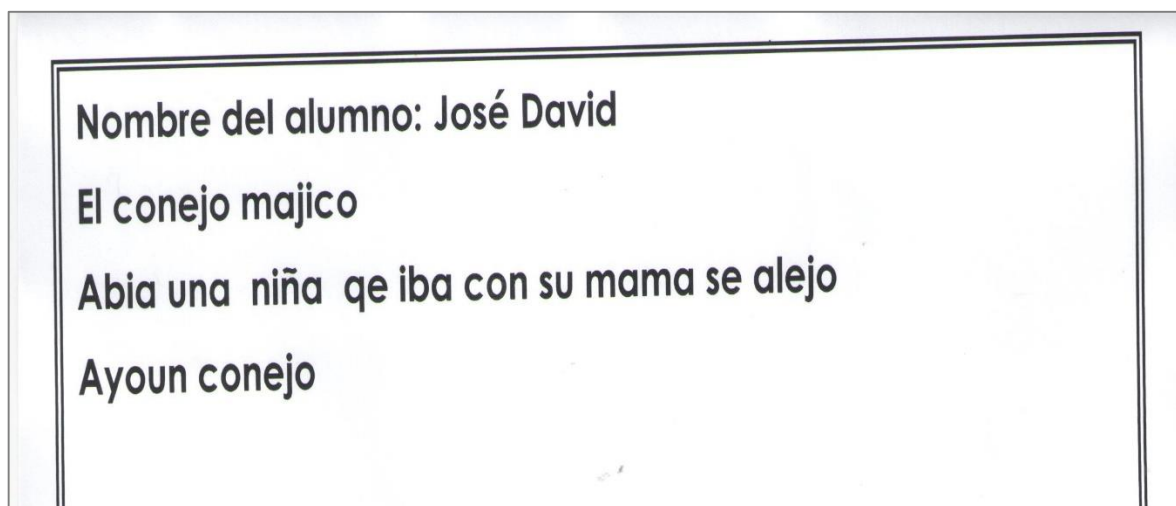 Nombre del alumno: José David
El conejo majico
Abia una niña qe iba con su mama se alejo
Ayoun conejo